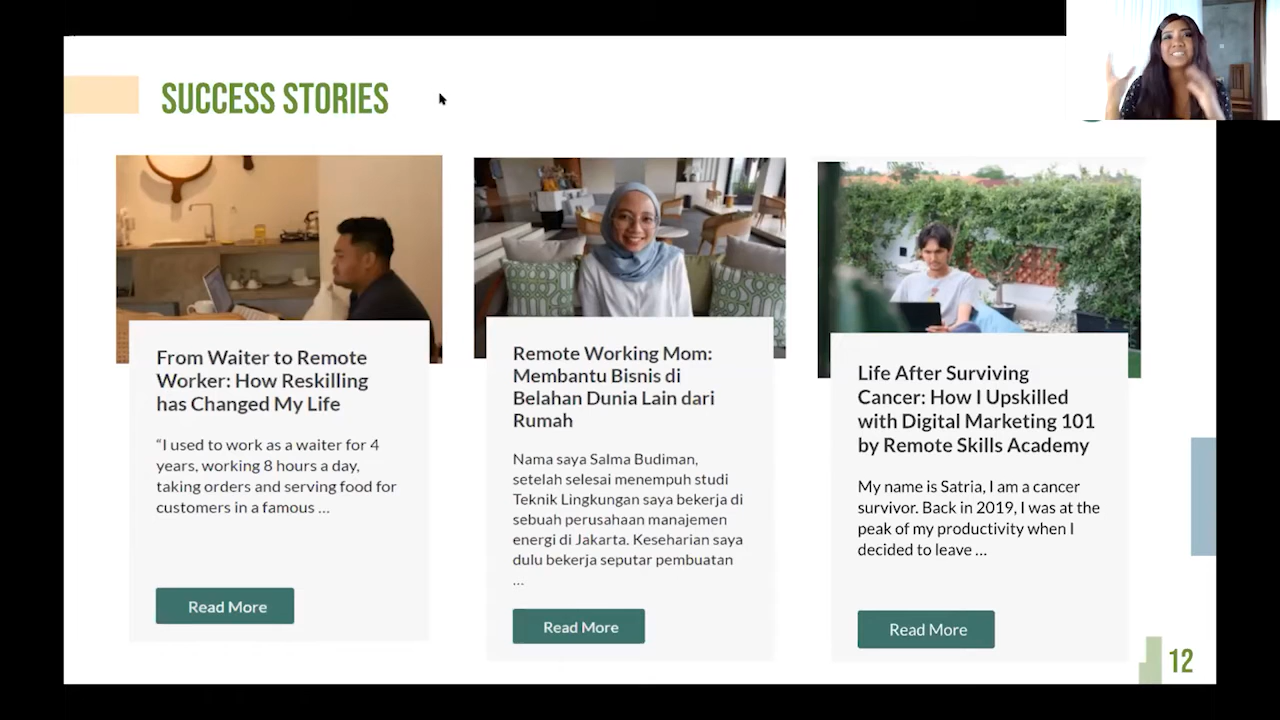 SUCCESS STORIES
From Waiter to Remote
Worker: How Reskilling
has Changed My Life
“I used to work as a waiter for 4
years, working 8 hours a day,
taking orders and serving food for
customers in a famous ...
Read More
Remote Working Mom:
Membantu Bisnis di
Belahan Dunia Lain dari
Rumah
Nama saya Salma Budiman,
setelah selesai menempuh studi
Teknik Lingkungan saya bekerja di
sebuah perusahaan manajemen
energi di Jakarta. Keseharian saya
dulu bekerja seputar pembuatan
...
Read More
Life After Surviving
Cancer: How I Upskilled
with Digital Marketing 101
by Remote Skills Academy
My name is Satria, I am a cancer
survivor. Back in 2019, I was at the
peak of my productivity when I
decided to leave ...
Read More
12